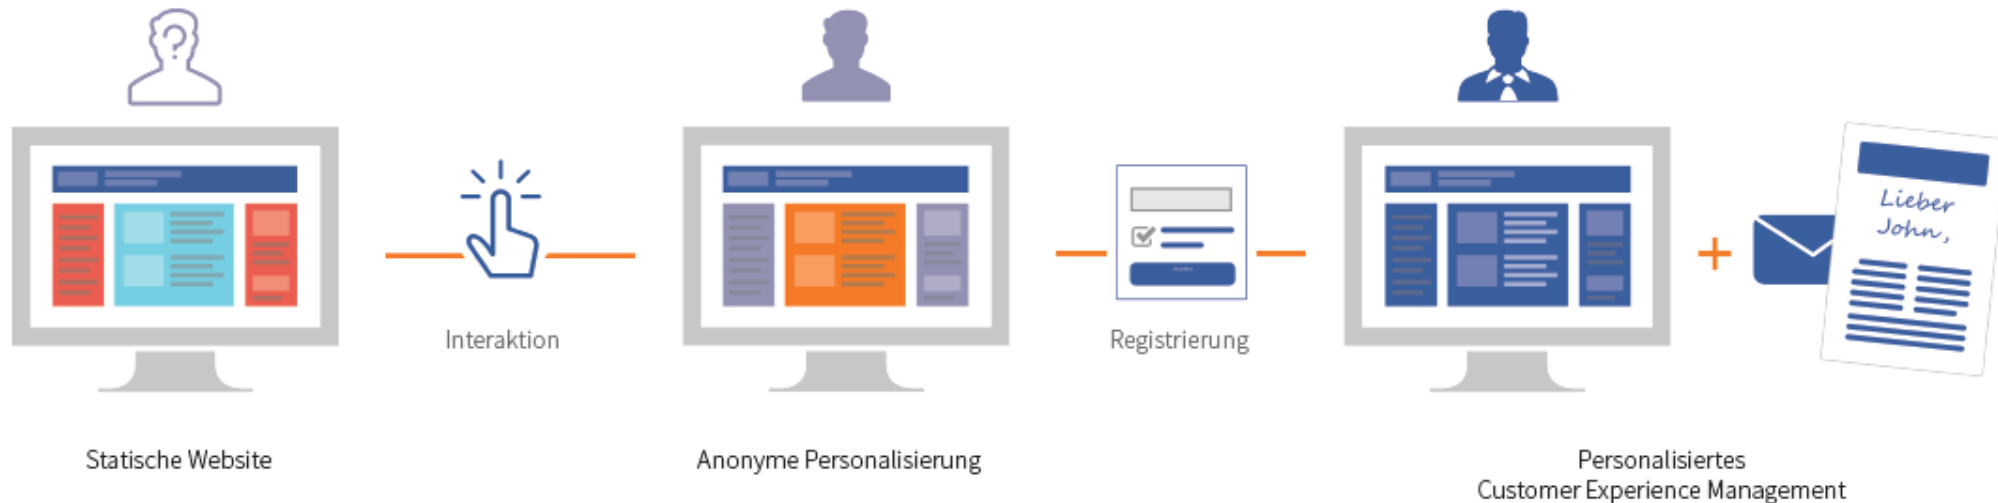 Lieber
John,
Interaktion
Registrierung
Statische Website
Anonyme Personalisierung
Personalisiertes
Customer Experience Management